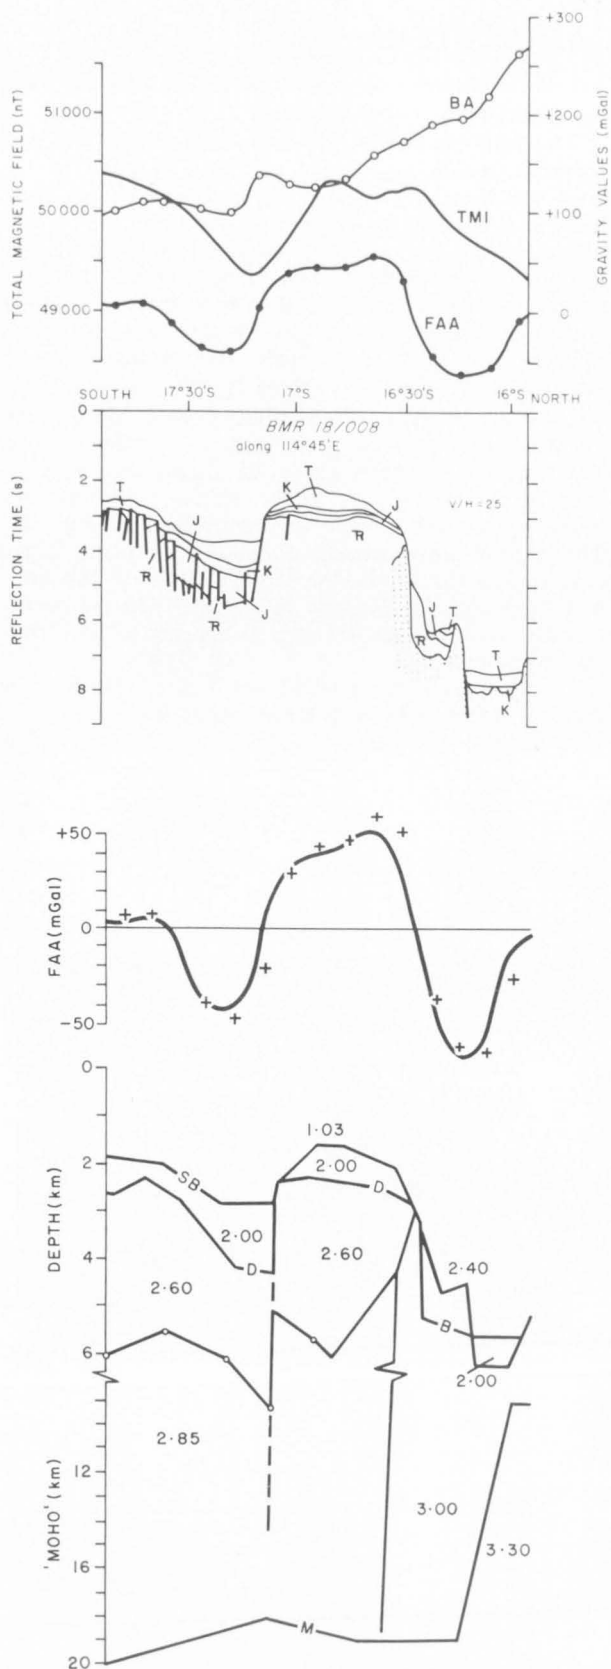 TOTAL MAGNETIC FIELD (nT)
51000
50000
49000
+300
+200
+100
0
GRAVITY VALUES (mGal)
BA
TMI
FAA
SOUTH 17°30'S 17°S 16°30'S 16°S NORTH
BMR 18/008
along 114°45'E
V/H=25
REFLECTION TIME (s)
0
2
4
6
8
T
J
R
R
K
J
K
T
J
R
R
J
T
T
K
FAA (mGal)
+50
0
-50
DEPTH (km)
0
2
4
6
1·03
2·00
SB
D
2·00
D
2·60
2·60
2·40
B
2·00
'MOHO' (km)
12
16
20
2·85
3·00
3·30
M